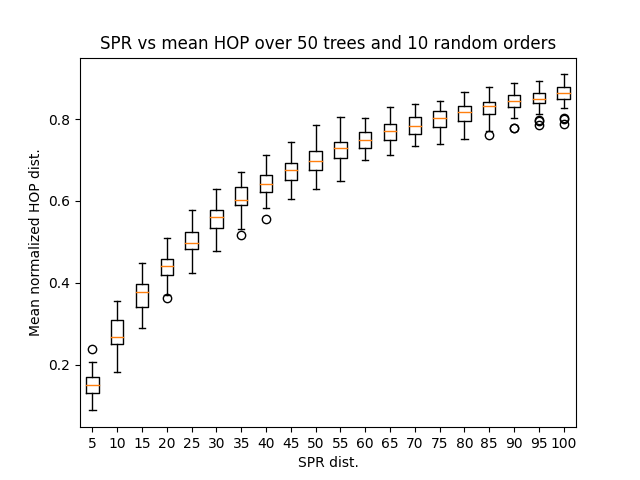 SPR vs mean HOP over 50 trees and 10 random orders
Mean normalized HOP dist.
0.8
0.6
0.4
0.2
5 10 15 20 25 30 35 40 45 50 55 60 65 70 75 80 85 90 95 100
SPR dist.